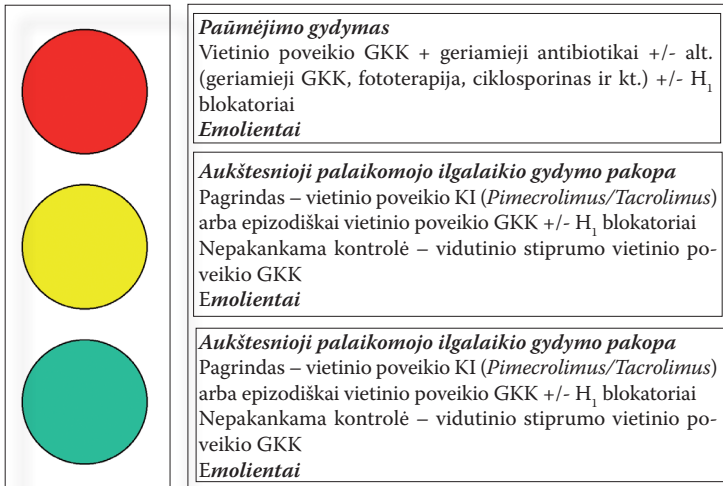 Paūmėjimo gydymas
Vietinio poveikio GKK + geriamieji antibiotikai +/- alt.
(geriamieji GKK, fototerapija, ciklosporinas ir kt.) +/- H₁
blokatoriai
Emolientai
Aukštesnioji palaikomojo ilgalaikio gydymo pakopa
Pagrindas – vietinio poveikio KI (Pimecrolimus/Tacrolimus)
arba epizodiškai vietinio poveikio GKK +/- H₁ blokatoriai
Nepakankama kontrolė – vidutinio stiprumo vietinio po-
veikio GKK
Emolientai
Aukštesnioji palaikomojo ilgalaikio gydymo pakopa
Pagrindas – vietinio poveikio KI (Pimecrolimus/Tacrolimus)
arba epizodiškai vietinio poveikio GKK +/- H₁ blokatoriai
Nepakankama kontrolė – vidutinio stiprumo vietinio po-
veikio GKK
Emolientai